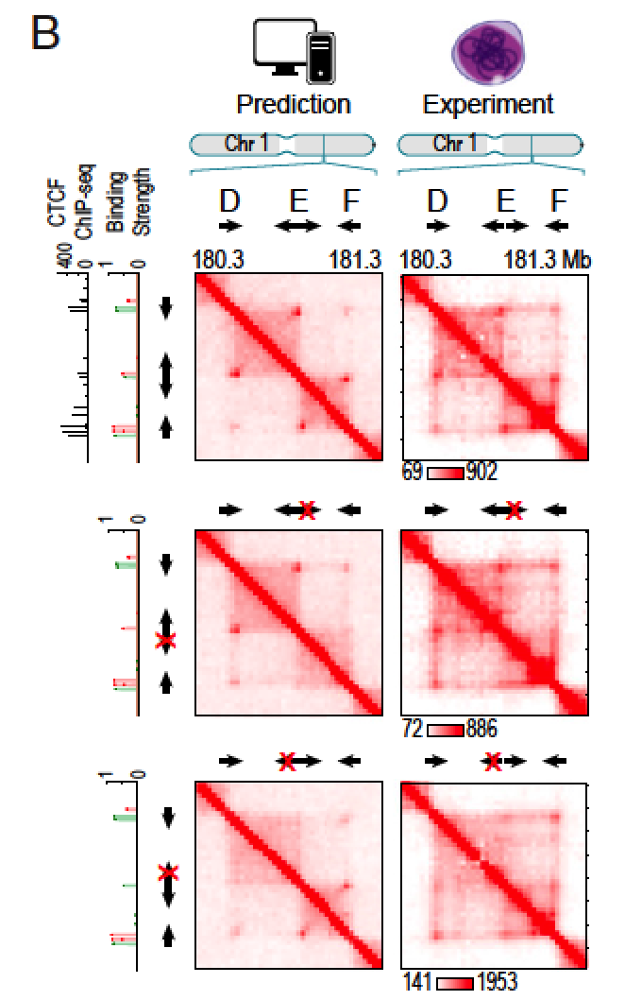 B
Prediction Experiment
Chr 1 Chr 1
CTCF
ChIP-seq
Binding
Strength
D E F D E F
400 0 1 0
180.3 181.3 180.3 181.3 Mb
69 902
1 0
72 886
1 0
141 1953